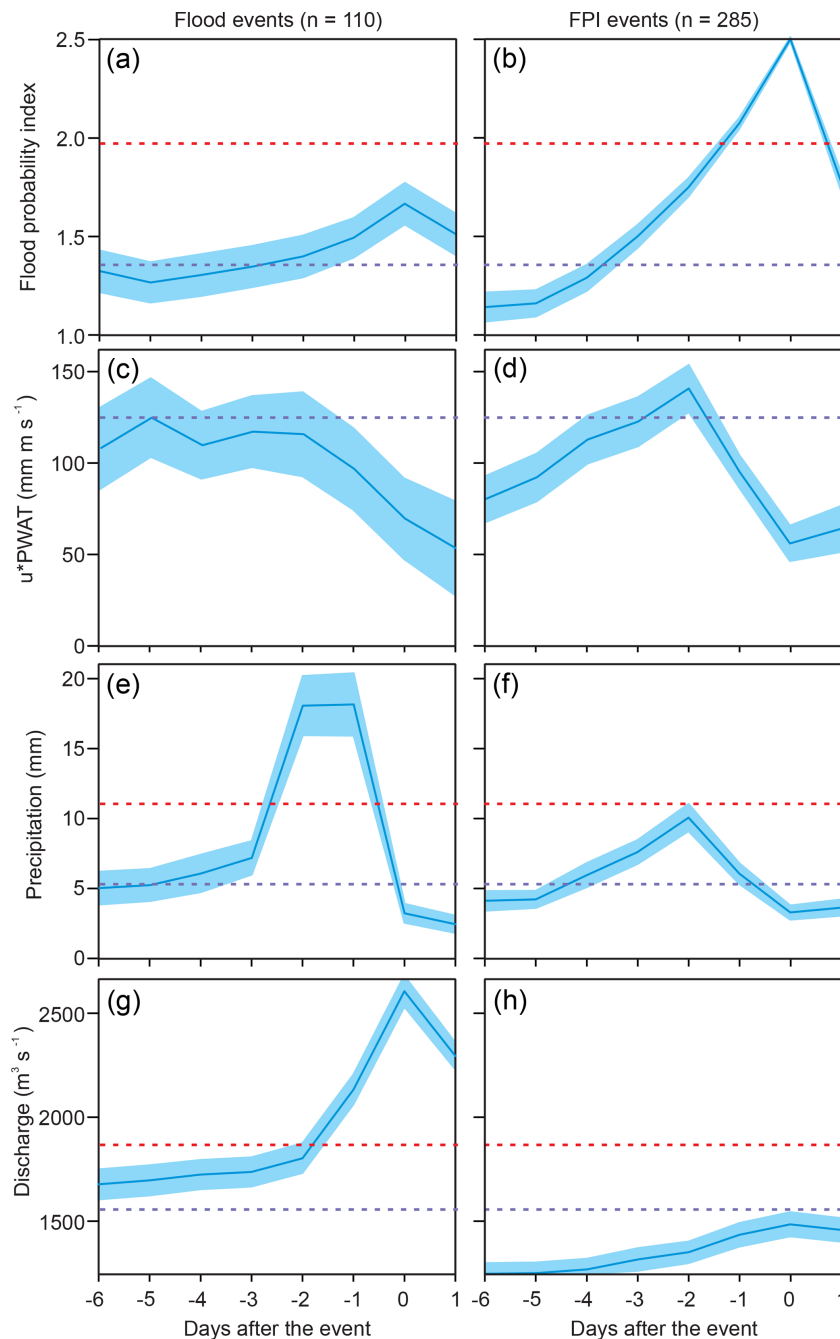 Flood events (n = 110)
FPI events (n = 285)
(a)
(b)
Flood probability index
2.5
2.0
1.5
1.0
(c)
(d)
u*PWAT (mm m s⁻¹)
150
100
50
0
(e)
(f)
Precipitation (mm)
20
15
10
5
0
(g)
(h)
Discharge (m³ s⁻¹)
2500
2000
1500
-6 -5 -4 -3 -2 -1 0 1
-6 -5 -4 -3 -2 -1 0 1
Days after the event
Days after the event